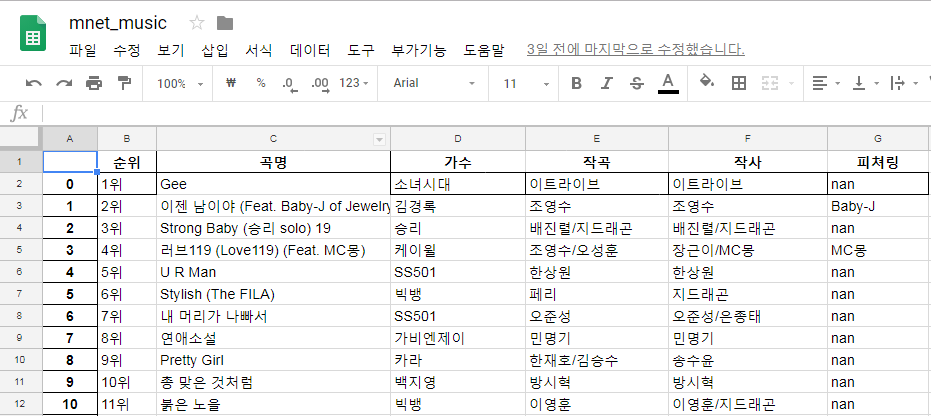 mnet_music
파일 수정 보기 삽입 서식 데이터 도구 부가기능 도움말 3일 전에 마지막으로 수정했습니다.
100% ₩ % .0 .00 123 Arial 11 B I S A
fx
A B C D E F G
1 순위 곡명 가수 작곡 작사 피쳐링
2 0 1위 Gee 소녀시대 이트라이브 이트라이브 nan
3 1 2위 이젠 남이야 (Feat. Baby-J of Jewelry 김경록 조영수 조영수 Baby-J
4 2 3위 Strong Baby (승리 solo) 19 승리 배진렬/지드래곤 배진렬/지드래곤 nan
5 3 4위 러브119 (Love119) (Feat. MC몽) 케이윌 조영수/오성훈 장근이/MC몽 MC몽
6 4 5위 U R Man SS501 한상원 한상원 nan
7 5 6위 Stylish (The FILA) 빅뱅 페리 지드래곤 nan
8 6 7위 내 머리가 나빠서 SS501 오준성 오준성/윤종태 nan
9 7 8위 연애소설 가비엔제이 민명기 민명기 nan
10 8 9위 Pretty Girl 카라 한재호/김승수 송수윤 nan
11 9 10위 총 맞은 것처럼 백지영 방시혁 방시혁 nan
12 10 11위 붉은 노을 빅뱅 이영훈 이영훈/지드래곤 nan